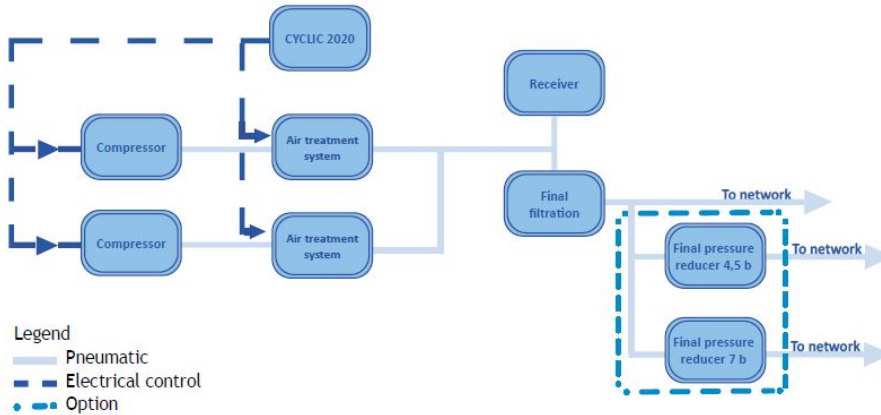 CYCLIC 2020
Receiver
Compressor
Air treatment
system
Final
filtration
To network
Compressor
Air treatment
system
Final pressure
reducer 4,5 b
To network
Final pressure
reducer 7 b
To network
Legend
Pneumatic
Electrical control
Option